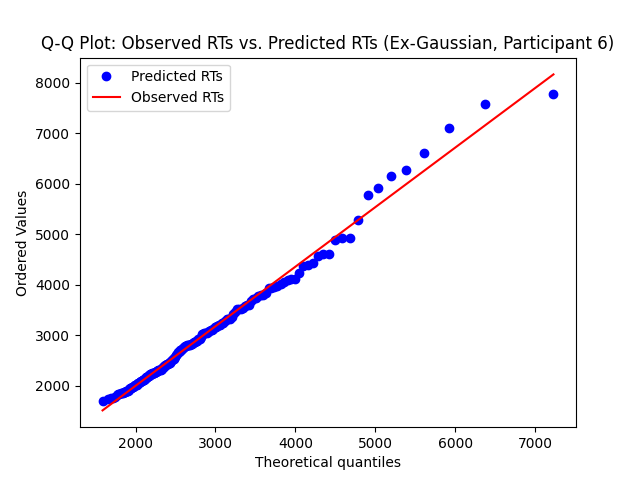 Q-Q Plot: Observed RTs vs. Predicted RTs (Ex-Gaussian, Participant 6)
Predicted RTs
Observed RTs
8000
7000
6000
5000
4000
3000
2000
Ordered Values
2000 3000 4000 5000 6000 7000
Theoretical quantiles